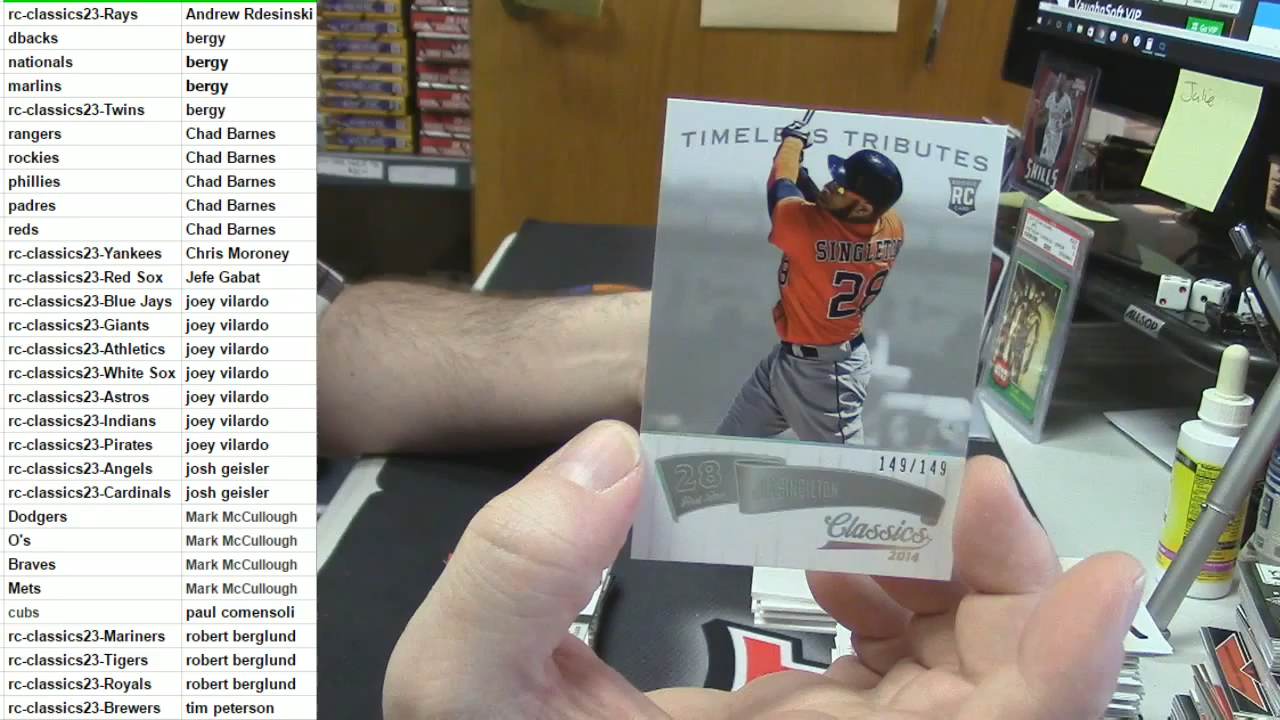 rc-classics23-Rays Andrew Rdesinski
dbacks bergy
nationals bergy
marlins bergy
rc-classics23-Twins bergy
rangers Chad Barnes
rockies Chad Barnes
phillies Chad Barnes
padres Chad Barnes
reds Chad Barnes
rc-classics23-Yankees Chris Moroney
rc-classics23-Red Sox Jefe Gabat
rc-classics23-Blue Jays joey vilardo
rc-classics23-Giants joey vilardo
rc-classics23-Athletics joey vilardo
rc-classics23-White Sox joey vilardo
rc-classics23-Astros joey vilardo
rc-classics23-Indians joey vilardo
rc-classics23-Pirates joey vilardo
rc-classics23-Angels josh geisler
rc-classics23-Cardinals josh geisler
Dodgers Mark McCullough
O's Mark McCullough
Braves Mark McCullough
Mets Mark McCullough
cubs paul comensoli
rc-classics23-Mariners robert berglund
rc-classics23-Tigers robert berglund
rc-classics23-Royals robert berglund
rc-classics23-Brewers tim peterson
VaughnSoft VIP
Go VIP
Julie
SKILLS
TIMELESS TRIBUTES
RC
SINGLETON
28
149/149
28
SINGLETON
Classics
2014
ALLSOP